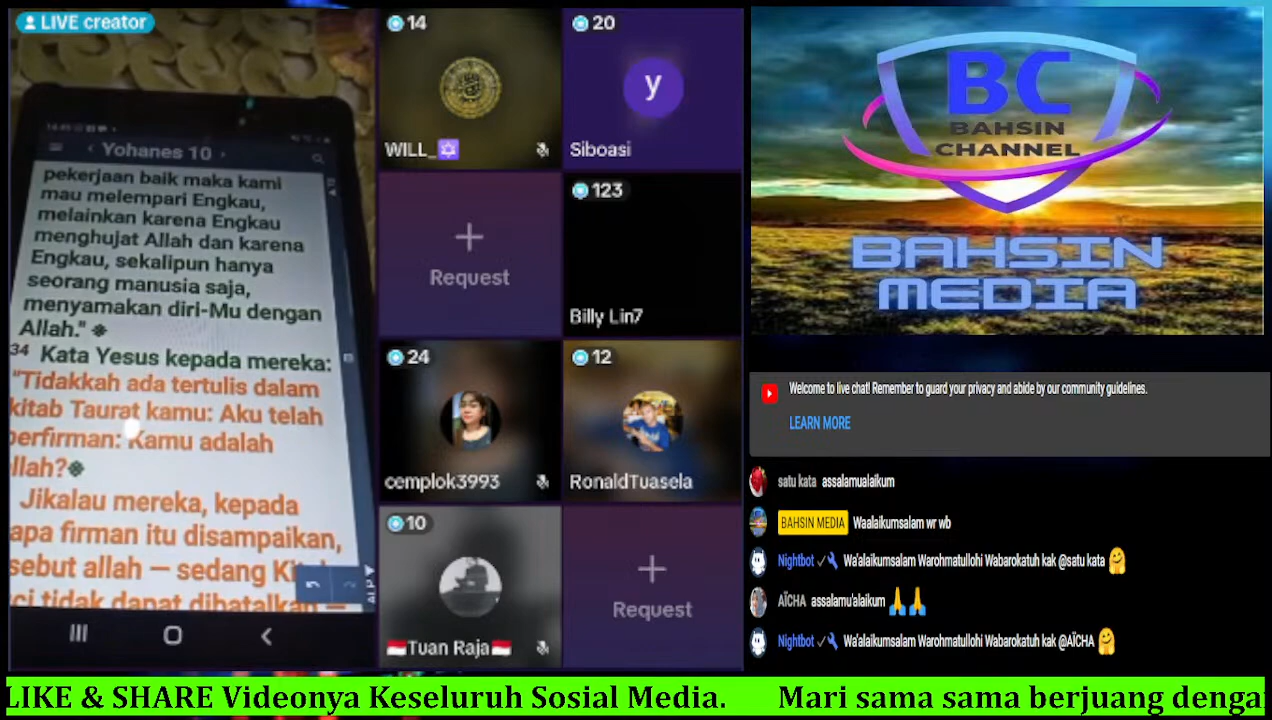 LIVE creator
Yohanes 10
pekerjaan baik maka kami
mau melempari Engkau,
melainkan karena Engkau
menghujat Allah dan karena
Engkau, sekalipun hanya
seorang manusia saja,
menyamakan diri-Mu dengan
Allah."
34 Kata Yesus kepada mereka:
"Tidakkah ada tertulis dalam
kitab Taurat kamu: Aku telah
berfirman: Kamu adalah
llah?
Jikalau mereka, kepada
apa firman itu disampaikan,
sebut allah — sedang
ci tidak dapat dibatalkan —
14
WILL_
20
y
Siboasi
+
Request
123
Billy Lin7
24
cemplok3993
12
RonaldTuasela
10
Tuan Raja
+
Request
BC
BAHSIN
CHANNEL
BAHSIN
MEDIA
Welcome to live chat! Remember to guard your privacy and abide by our community guidelines.
LEARN MORE
satu kata assalamualaikum
BAHSIN MEDIA Waalaikumsalam wr wb
Nightbot Wa'alaikumsalam Warohmatullohi Wabarokatuh kak @satu kata 🤗
AÏCHA assalamu'alaikum 🙏🙏
Nightbot Wa'alaikumsalam Warohmatullohi Wabarokatuh kak @AÏCHA 🤗
LIKE & SHARE Videonya Keseluruh Sosial Media. Mari sama sama berjuang denga